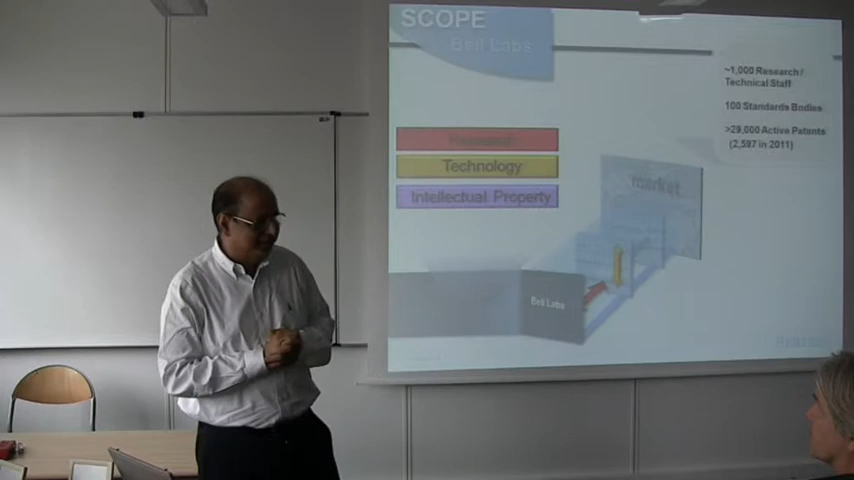 SCOPE
Bell Labs
~1,000 Research /
Technical Staff
100 Standards Bodies
>29,000 Active Patents
(2,597 in 2011)
Research
Technology
Intellectual Property
market
Bell Labs